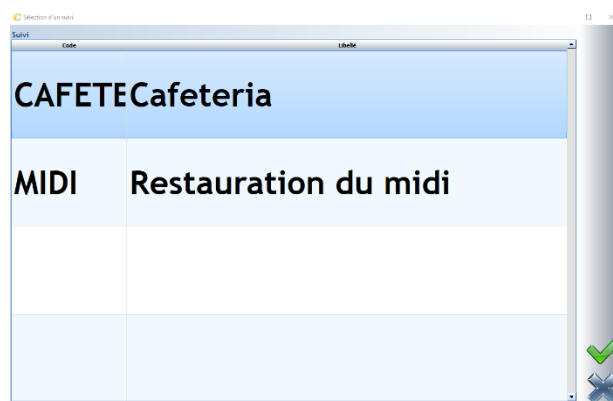 Sélection d'un suivi
Suivi
Code Libellé
CAFETE Cafeteria
MIDI Restauration du midi